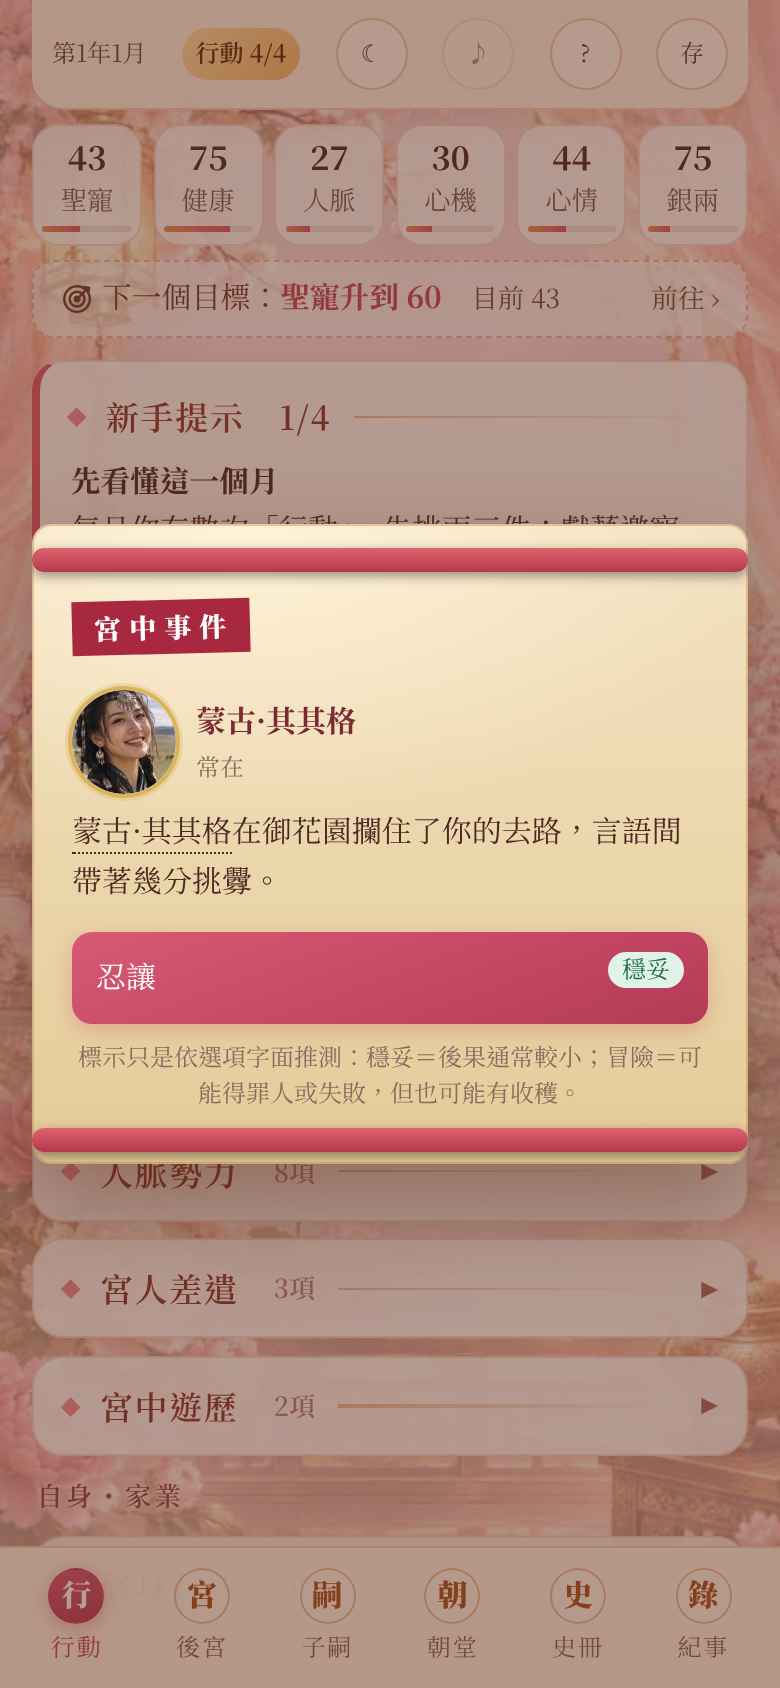 第1年1月
行動 4/4
☾
♪
?
存
43
聖寵
75
健康
27
人脈
30
心機
44
心情
75
銀兩
下一個目標：聖寵升到 60 目前 43 前往 ›
新手提示 1/4
先看懂這一個月
宮中事件
蒙古·其其格
常在
蒙古·其其格在御花園攔住了你的去路，言語間
帶著幾分挑釁。
忍讓
穩妥
標示只是依選項字面推測：穩妥＝後果通常較小；冒險＝可
能得罪人或失敗，但也可能有收穫。
人脈勢力 8項
宮人差遣 3項
宮中遊歷 2項
自身・家業
行
行動
宮
後宮
嗣
子嗣
朝
朝堂
史
史冊
錄
紀事